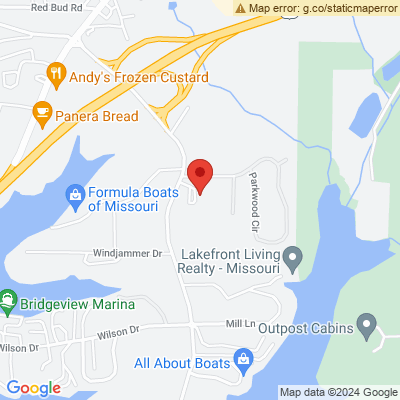 Red Bud Rd
Map error: g.co/staticmaperror
Andy's Frozen Custard
Panera Bread
Parkwood Cir
Formula Boats
of Missouri
Windjammer Dr
Lakefront Living
Realty - Missouri
Bridgeview Marina
Mill Ln
Wilson Dr
Outpost Cabins
Wilson Dr
All About Boats
Google
Map data ©2024 Google